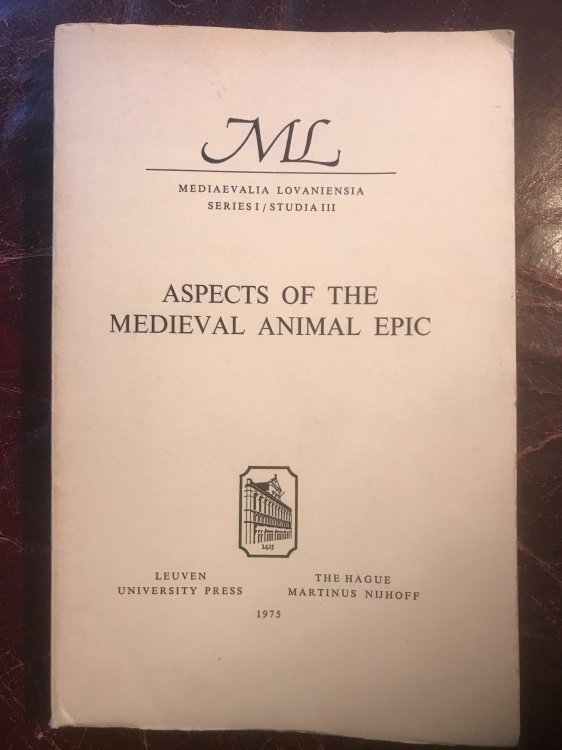 ML
MEDIAEVALIA LOVANIENSIA
SERIES I / STUDIA III
ASPECTS OF THE
MEDIEVAL ANIMAL EPIC
1425
LEUVEN
UNIVERSITY PRESS
THE HAGUE
MARTINUS NIJHOFF
1975